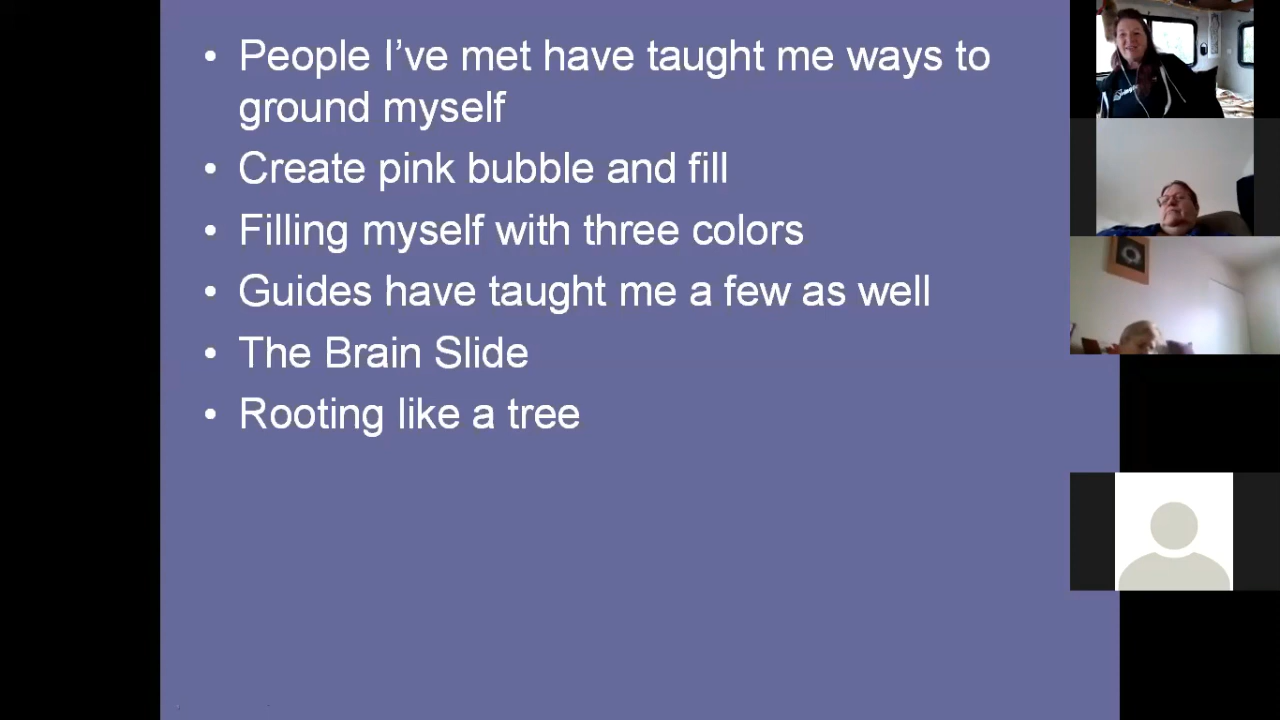 • People I’ve met have taught me ways to
ground myself
• Create pink bubble and fill
• Filling myself with three colors
• Guides have taught me a few as well
• The Brain Slide
• Rooting like a tree